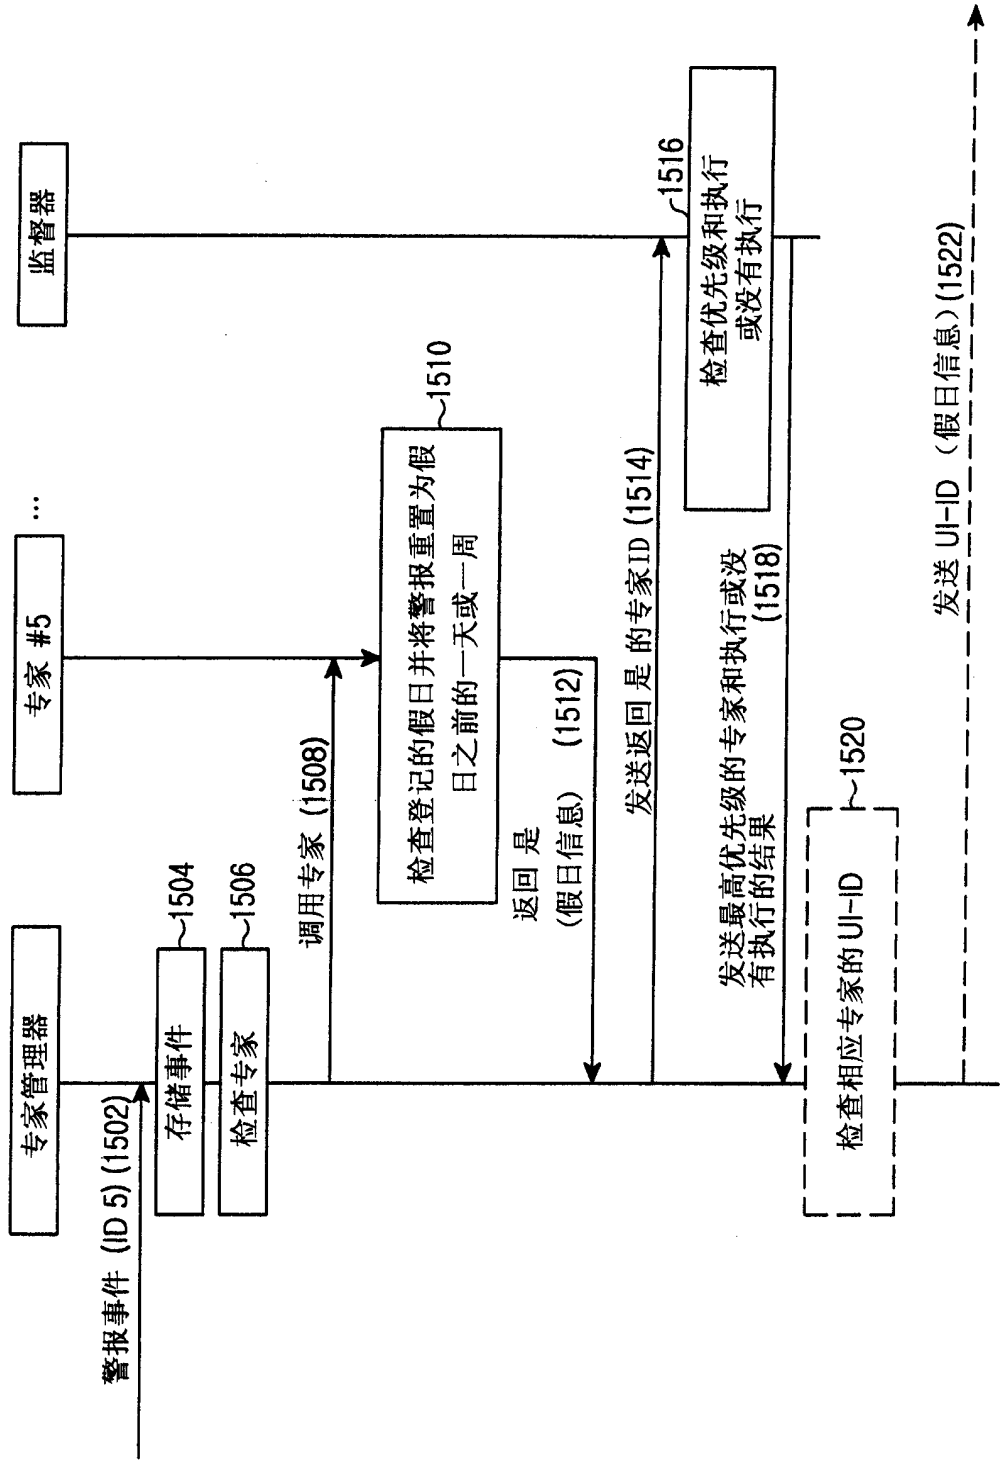 专家管理器
专家 #5
...
监督器
警报事件 (ID 5) (1502)
存储事件
1504
检查专家
1506
调用专家 (1508)
检查登记的假日并将警报重置为假
日之前的一天或一周
1510
返回 是
(假日信息) (1512)
发送返回 是 的专家ID (1514)
检查优先级和执行
或没有执行
1516
发送最高优先级的专家和执行或没
有执行的结果 (1518)
检查相应专家的 UI-ID
1520
发送 UI-ID (假日信息) (1522)